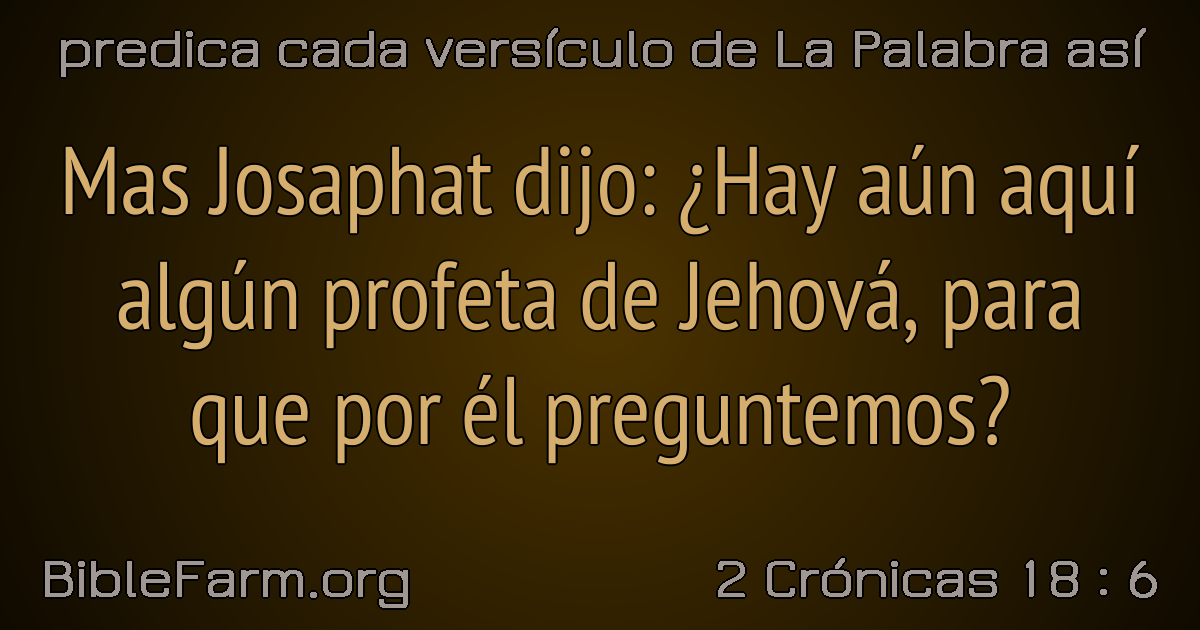 predica cada versículo de La Palabra así
Mas Josaphat dijo: ¿Hay aún aquí
algún profeta de Jehová, para
que por él preguntemos?
BibleFarm.org
2 Crónicas 18 : 6